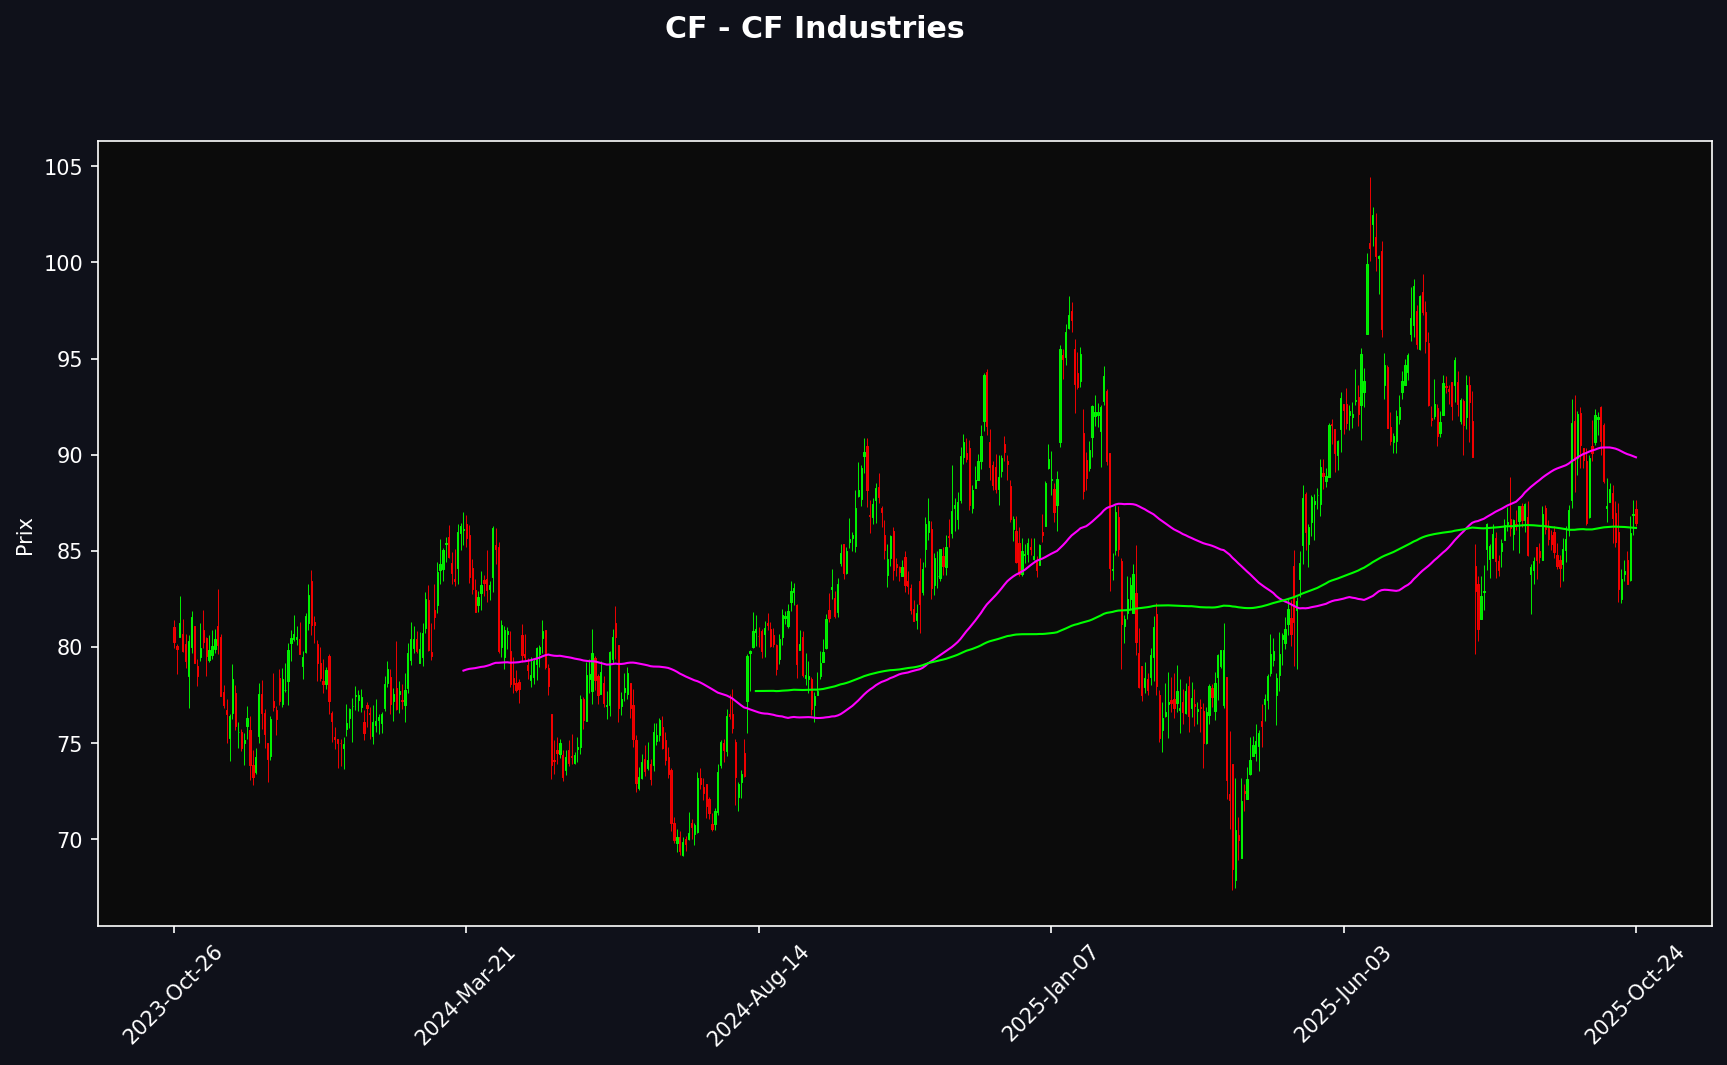 CF - CF Industries
Prix
105
100
95
90
85
80
75
70
2023-Oct-26
2024-Mar-21
2024-Aug-14
2025-Jan-07
2025-Jun-03
2025-Oct-24